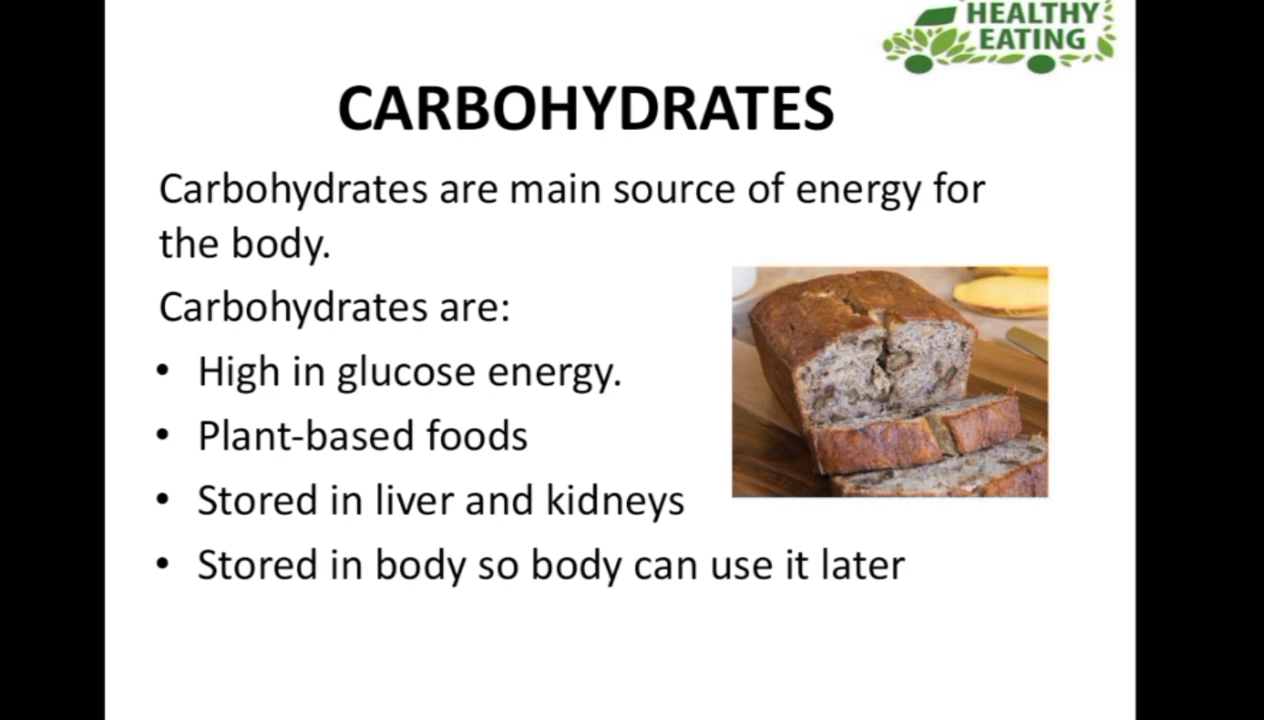 HEALTHY
EATING
CARBOHYDRATES
Carbohydrates are main source of energy for
the body.
Carbohydrates are:
• High in glucose energy.
• Plant-based foods
• Stored in liver and kidneys
• Stored in body so body can use it later